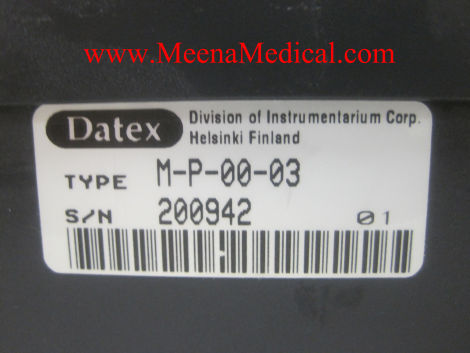 www.MeenaMedical.com
Datex
Division of Instrumentarium Corp.
Helsinki Finland
TYPE M-P-00-03
S/N 200942 01